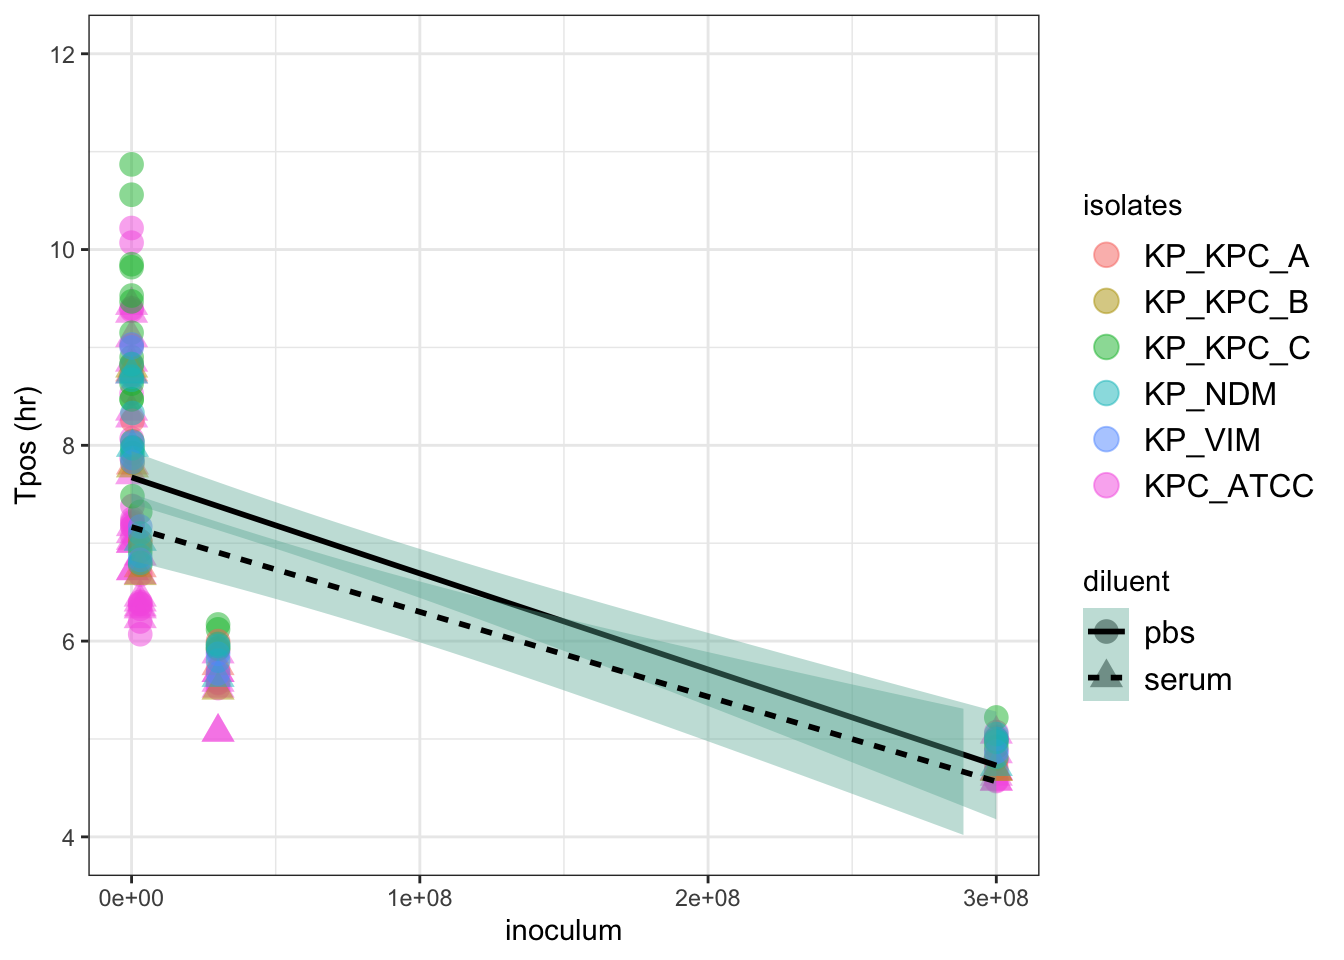 12
10
8
6
4
Tpos (hr)
0e+00 1e+08 2e+08 3e+08
inoculum
isolates
KP_KPC_A
KP_KPC_B
KP_KPC_C
KP_NDM
KP_VIM
KPC_ATCC
diluent
pbs
serum